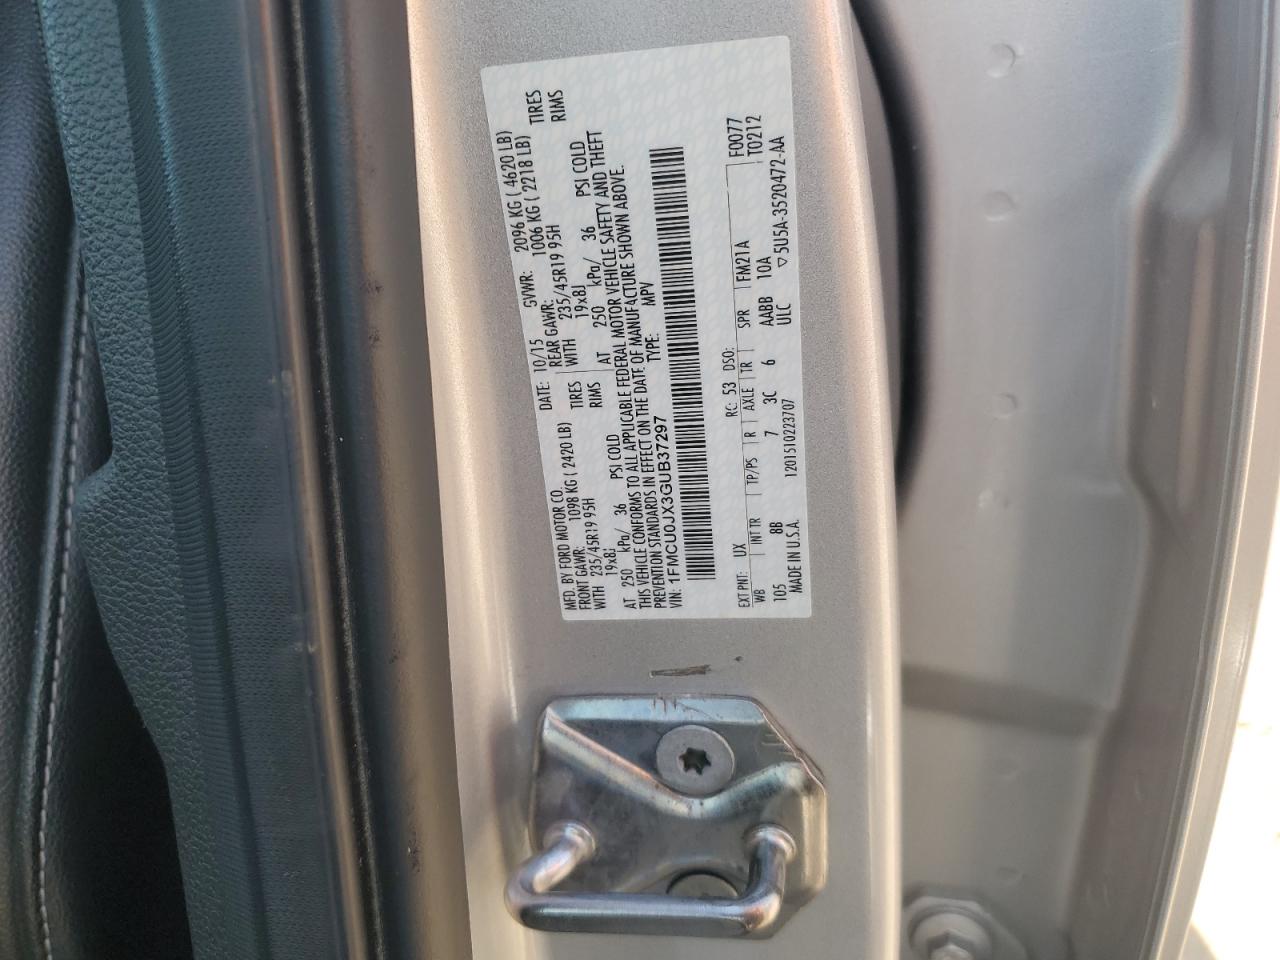 MFD. BY FORD MOTOR CO. DATE: 10/15 GVWR: 2096 KG ( 4620 LB)
FRONT GAWR: 1098 KG ( 2420 LB) REAR GAWR: 1006 KG ( 2218 LB)
WITH 235/45R19 95H TIRES WITH 235/45R19 95H TIRES
19x8J RIMS 19x8J RIMS
AT 250 kPa/ 36 PSI COLD AT 250 kPa/ 36 PSI COLD
THIS VEHICLE CONFORMS TO ALL APPLICABLE FEDERAL MOTOR VEHICLE SAFETY AND THEFT
PREVENTION STANDARDS IN EFFECT ON THE DATE OF MANUFACTURE SHOWN ABOVE.
VIN: 1FMCU0JX3GUB37297 TYPE: MPV
F0077
EXT PNT: UX RC: 53 DSO: T0212
WB INT TR TP/PS R AXLE TR SPR FM21A
105 8B 7 3C 6 AABB 10A
MADE IN U.S.A. 1201510223707 ULC ▽5U5A-3520472-AA